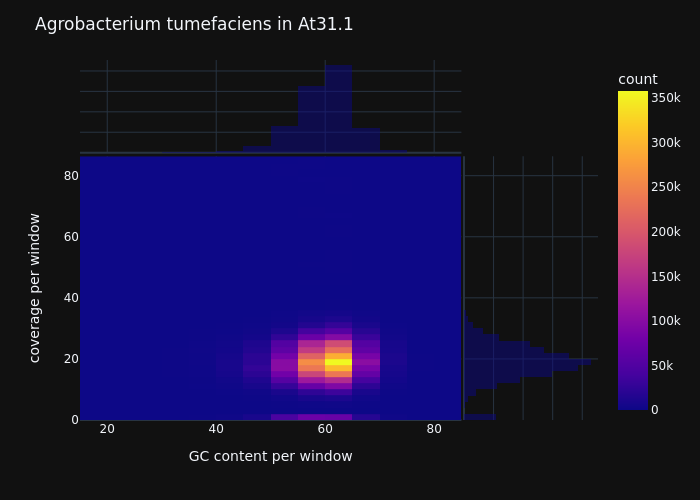 Agrobacterium tumefaciens in At31.1
count
350k
300k
250k
200k
150k
100k
50k
0
80
60
40
20
0
coverage per window
20 40 60 80
GC content per window